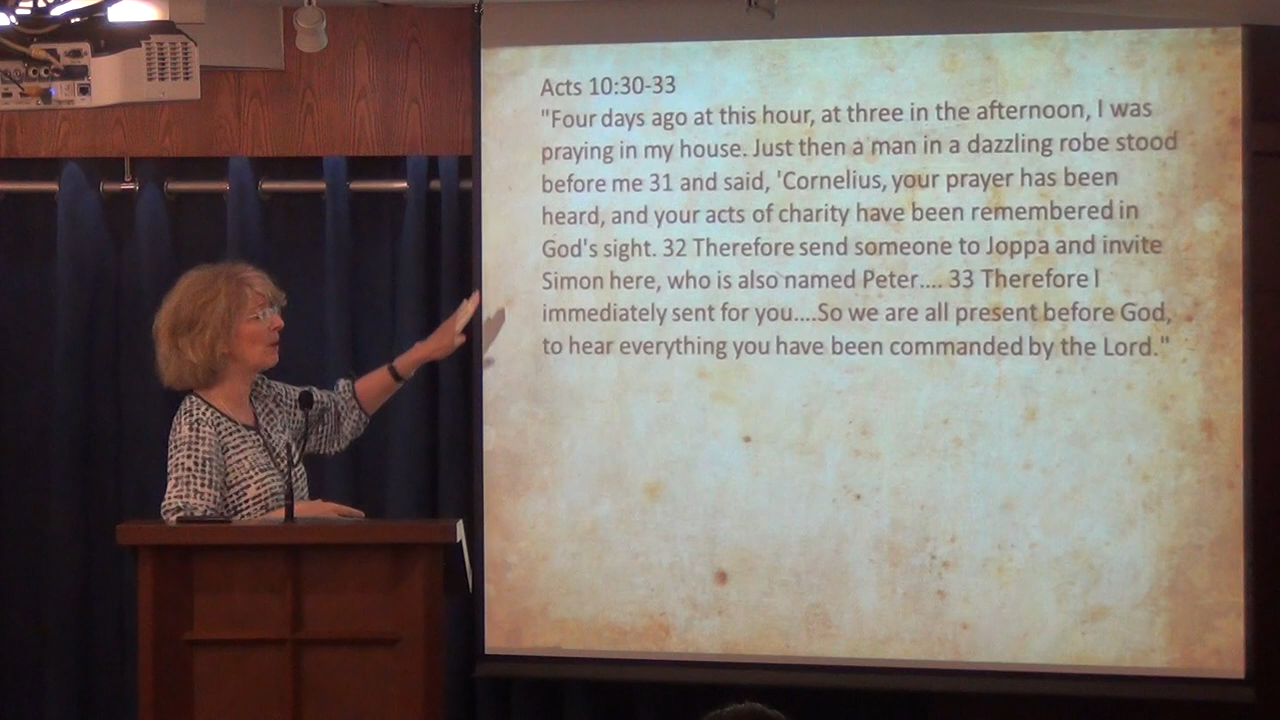 Acts 10:30-33
"Four days ago at this hour, at three in the afternoon, I was
praying in my house. Just then a man in a dazzling robe stood
before me 31 and said, 'Cornelius, your prayer has been
heard, and your acts of charity have been remembered in
God's sight. 32 Therefore send someone to Joppa and invite
Simon here, who is also named Peter.... 33 Therefore I
immediately sent for you....So we are all present before God,
to hear everything you have been commanded by the Lord."